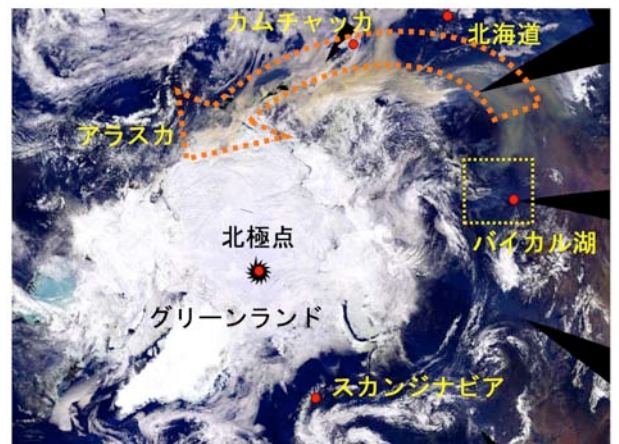 カムチャッカ
北海道
アラスカ
バイカル湖
北極点
グリーンランド
スカンジナビア